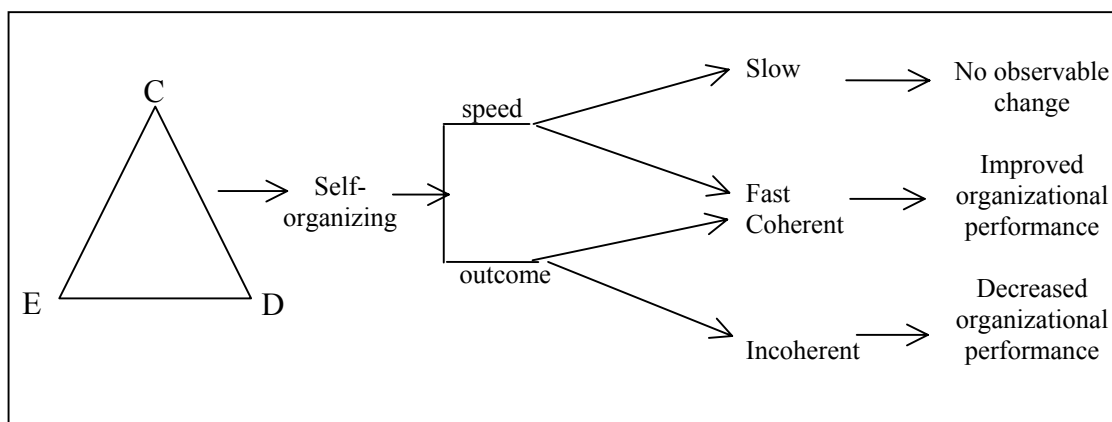 C
E
D
Self-
organizing
speed
outcome
Slow
Fast
Coherent
Incoherent
No observable
change
Improved
organizational
performance
Decreased
organizational
performance